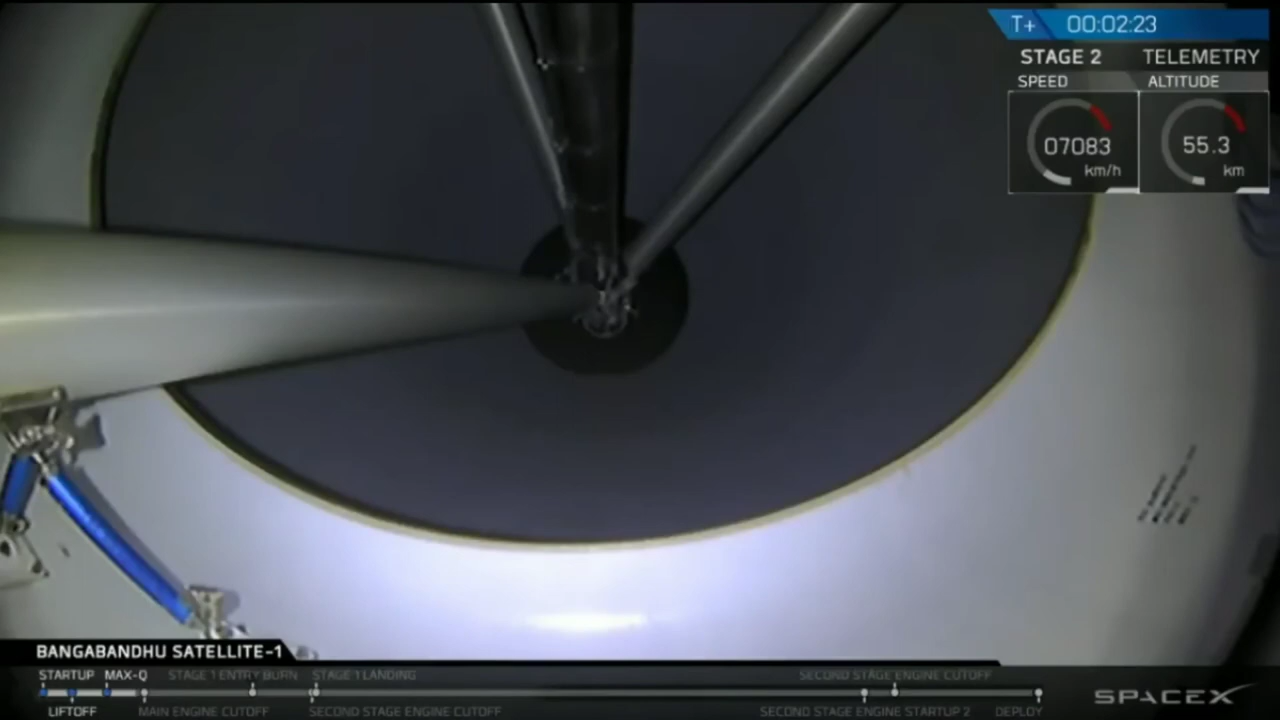 T+ 00:02:23
STAGE 2 TELEMETRY
SPEED ALTITUDE
07083 55.3
km/h km
BANGABANDHU SATELLITE-1
STARTUP MAX-Q STAGE 1 ENTRY BURN STAGE 1 LANDING SECOND STAGE ENGINE CUTOFF
LIFTOFF MAIN ENGINE CUTOFF SECOND STAGE ENGINE CUTOFF SECOND STAGE ENGINE STARTUP 2 DEPLOY
SPACEX